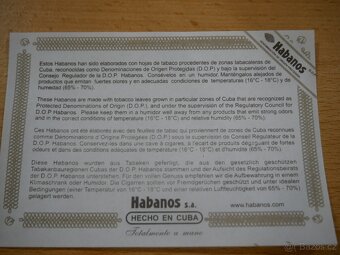 Habanos
Estos Habanos han sido elaborados con hojas de tabaco procedentes de zonas tabacaleras de
Cuba, reconocidas como Denominaciones de Origen Protegidas (D.O.P.) y bajo la supervisión del
Consejo Regulador de la D.O.P. Habanos. Consérvelos en un humidor. Manténgalos alejados de
productos que emitan fuertes olores y en adecuadas condiciones de temperatura (16°C - 18°C) y de
humedad (65% - 70%).
These Habanos are made with tobacco leaves grown in particular zones of Cuba that are recognized as
Protected Denominations of Origin (D.O.P.) and under the supervision of the Regulatory Council for
D.O.P. Habanos. Please keep them in a humidor well away from any products that emit strong odors
and in this correct conditions of temperature (16°C - 18°C) and relative humidity (65% - 70%).
Ces Habanos ont été élaborés avec des feuilles de tabac qui proviennent de zones de Cuba reconnues
comme Dénominations d'Origine Protégées (D.O.P.) sous la supervision du Conseil Régulateur de la
D.O.P. Habanos. Conservez-les dans une cave à cigares, à l'écart de produits dégageant de fortes
odeurs et dans des conditions adéquates de température (16°C - 18°C) et d'humidité (65% - 70%).
Diese Habanos wurden aus Tabaken gefertigt, die aus den gesetzlich geschützten
Tabakanbauregionen Cubas der D.O.P. stammen und unter der Aufsicht des Regulierungsbeirats
der D.O.P. Habanos hergestellt wurden. Für den vollen Genuss empfehlen wir die Aufbewahrung in einem
Klimaschrank oder Humidor. Die Cigarren sollten vor Fremdgerüchen geschützt und unter idealen
Bedingungen (einer Temperatur von 16°C - 18°C und einer relativen Luftfeuchtigkeit von 65% - 70%)
gelagert werden.
Habanos s.a.
HECHO EN CUBA
www.habanos.com
Totalmente a mano